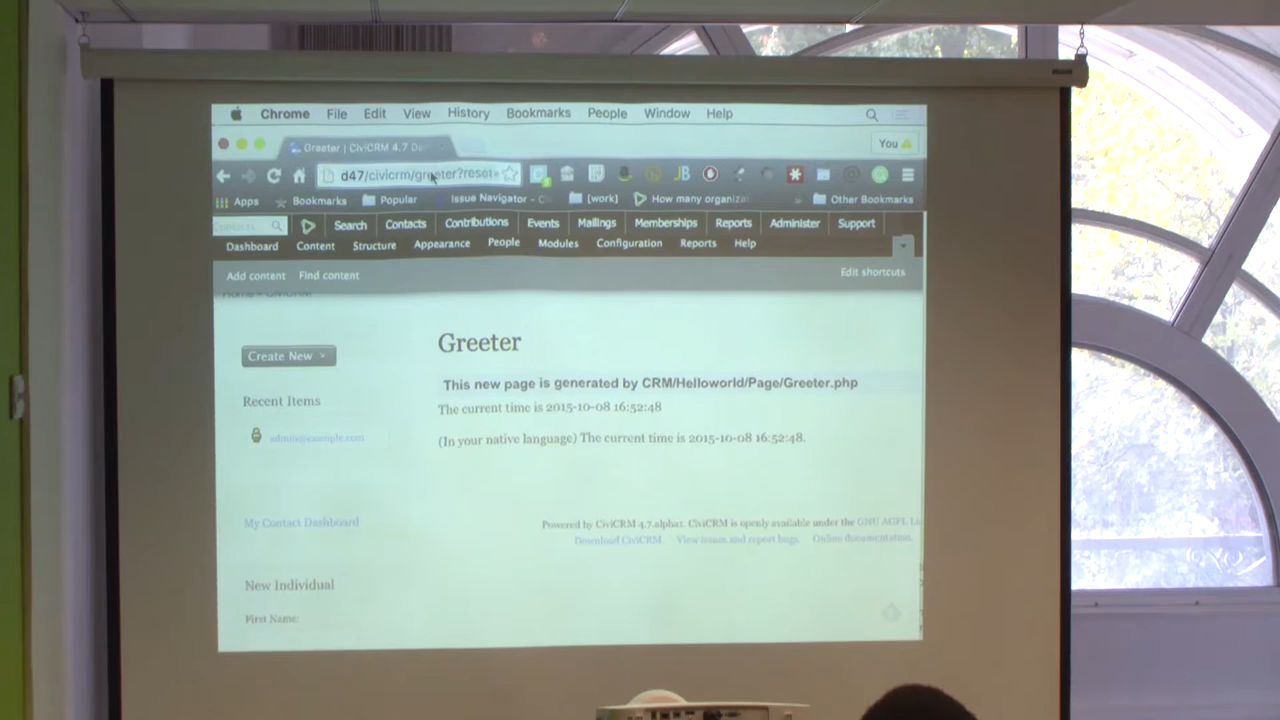 Chrome File Edit View History Bookmarks People Window Help
Greeter | CiviCRM 4.7 De
You
d47/civicrm/greeter?reset=
Apps Bookmarks Popular Issue Navigator - C [work] How many organiza Other Bookmarks
Search Contacts Contributions Events Mailings Memberships Reports Administer Support
Dashboard Content Structure Appearance People Modules Configuration Reports Help
Add content Find content Edit shortcuts
Greeter
Create New >
This new page is generated by CRM/Helloworld/Page/Greeter.php
Recent Items
The current time is 2015-10-08 16:52:48
admin@example.com
(In your native language) The current time is 2015-10-08 16:52:48.
My Contact Dashboard
Powered by CiviCRM 4.7.alpha1. CiviCRM is openly available under the GNU AGPL
Download CiviCRM. View issues and report bugs. Online documentation.
New Individual
First Name: